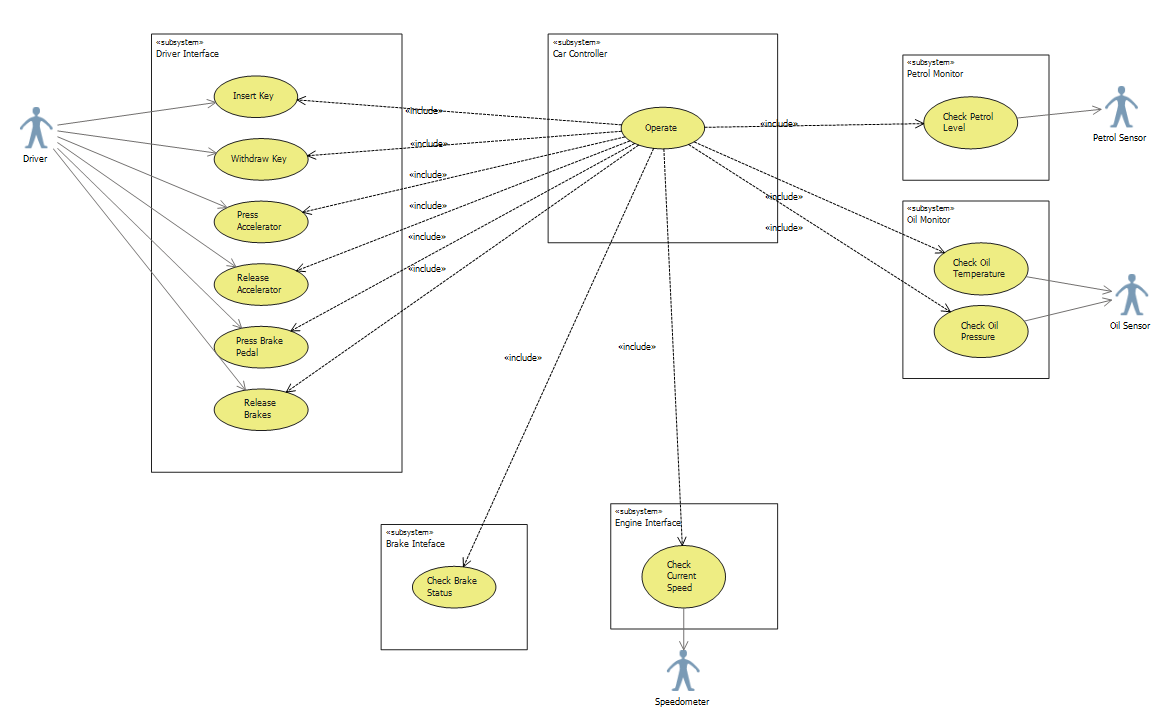 «subsystem»
Driver Interface
Insert Key
Withdraw Key
Press
Accelerator
Release
Accelerator
Press Brake
Pedal
Release
Brakes
Driver
«include»
«include»
«include»
«include»
«include»
«include»
«subsystem»
Car Controller
Operate
«include»
«include»
«include»
«include»
«include»
«subsystem»
Petrol Monitor
Check Petrol
Level
Petrol Sensor
«subsystem»
Oil Monitor
Check Oil
Temperature
Check Oil
Pressure
Oil Sensor
«subsystem»
Brake Inteface
Check Brake
Status
«subsystem»
Engine Interface
Check
Current
Speed
Speedometer